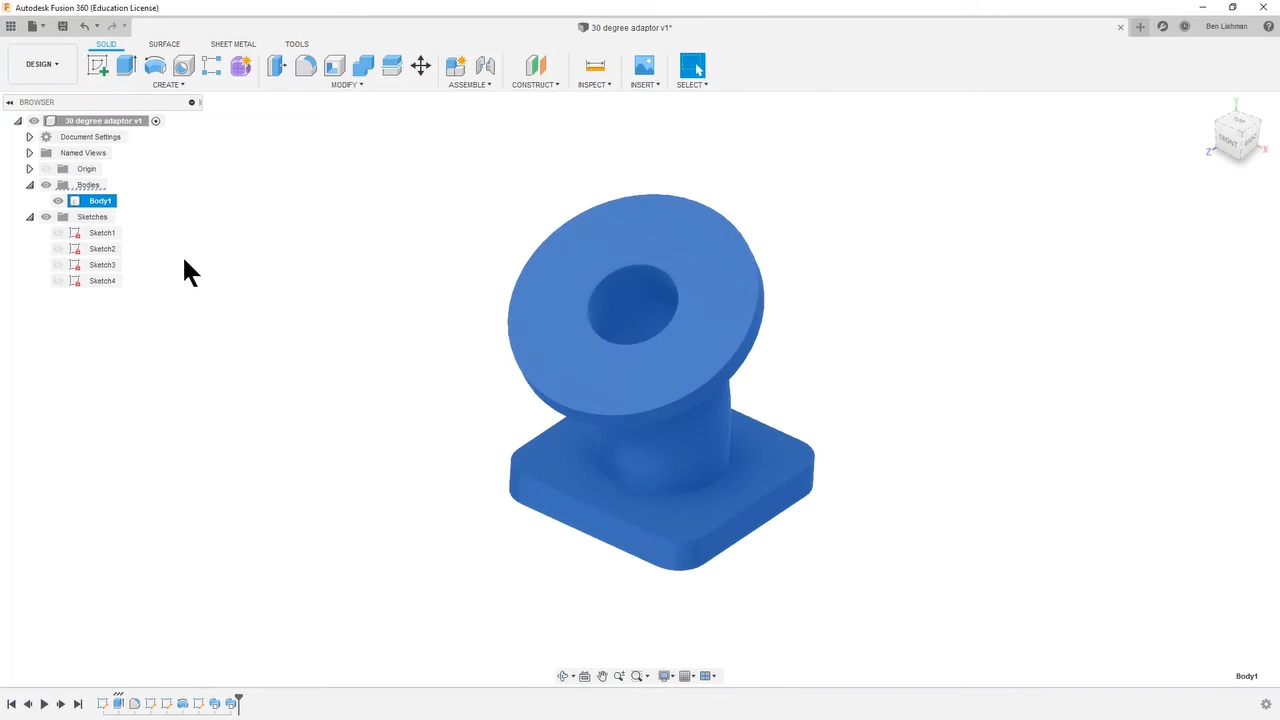 Autodesk Fusion 360 (Education License)
30 degree adaptor v1*
Ben Lishman
DESIGN
SOLID
SURFACE
SHEET METAL
TOOLS
CREATE
MODIFY
ASSEMBLE
CONSTRUCT
INSPECT
INSERT
SELECT
BROWSER
30 degree adaptor v1
Document Settings
Named Views
Origin
Bodies
Body1
Sketches
Sketch1
Sketch2
Sketch3
Sketch4
Y
TOP
FRONT
Z
X
Body1